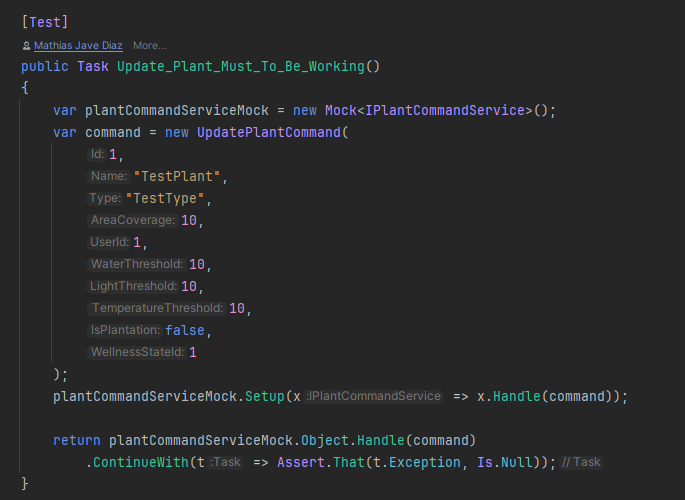 [Test]
Mathias Jave Diaz More...
public Task Update_Plant_Must_To_Be_Working()
{
var plantCommandServiceMock = new Mock<IPlantCommandService>();
var command = new UpdatePlantCommand(
Id: 1,
Name: "TestPlant",
Type: "TestType",
AreaCoverage: 10,
UserId: 1,
WaterThreshold: 10,
LightThreshold: 10,
TemperatureThreshold: 10,
IsPlantation: false,
WellnessStateId: 1
);
plantCommandServiceMock.Setup(x :IPlantCommandService => x.Handle(command));
return plantCommandServiceMock.Object.Handle(command)
.ContinueWith(t :Task => Assert.That(t.Exception, Is.Null)); // Task
}